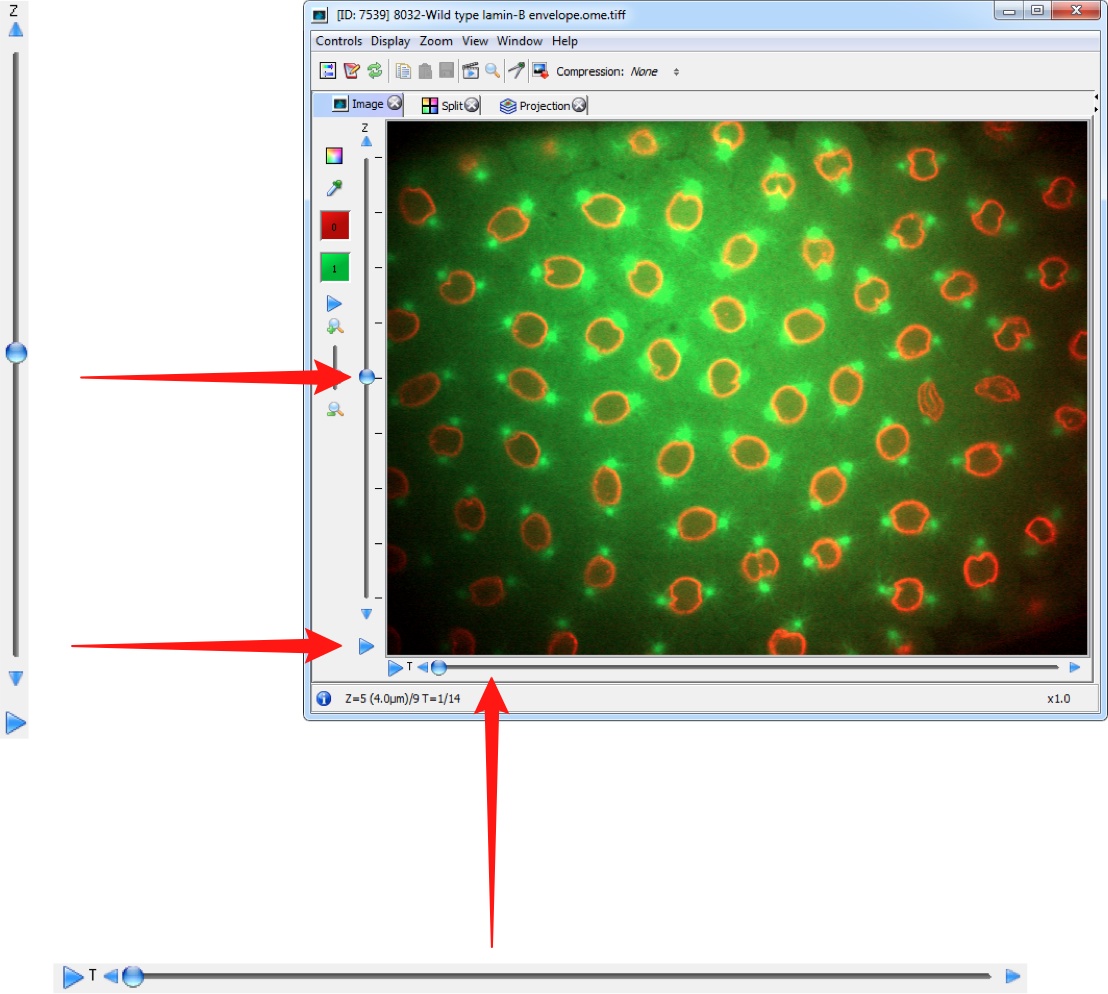 Z
[ID: 7539] 8032-Wild type lamin-B envelope.ome.tiff
Controls Display Zoom View Window Help
Compression: None
Image Split Projection
Z
0
1
T
Z=5 (4.0µm)/9 T=1/14 x1.0
T